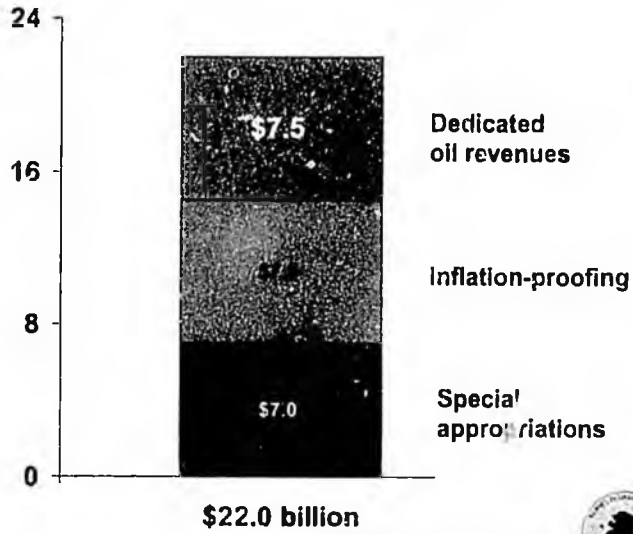 24
16
8
0
$7.5
$7.0
Dedicated
oil revenues
Inflation-proofing
Special
appropriations
$22.0 billion